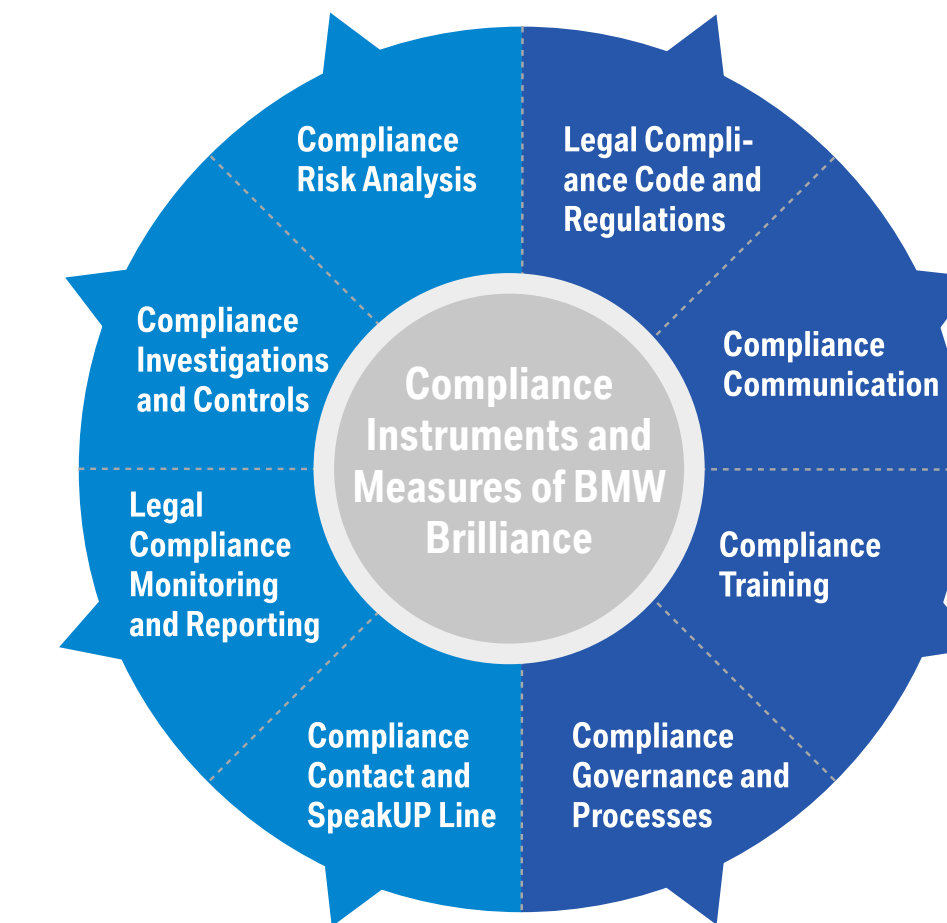 Compliance
Risk Analysis
Legal Compli-
ance Code and
Regulations
Compliance
Investigations
and Controls
Compliance
Communication
Compliance
Instruments and
Measures of BMW
Brilliance
Legal
Compliance
Monitoring
and Reporting
Compliance
Training
Compliance
Contact and
SpeakUP Line
Compliance
Governance and
Processes